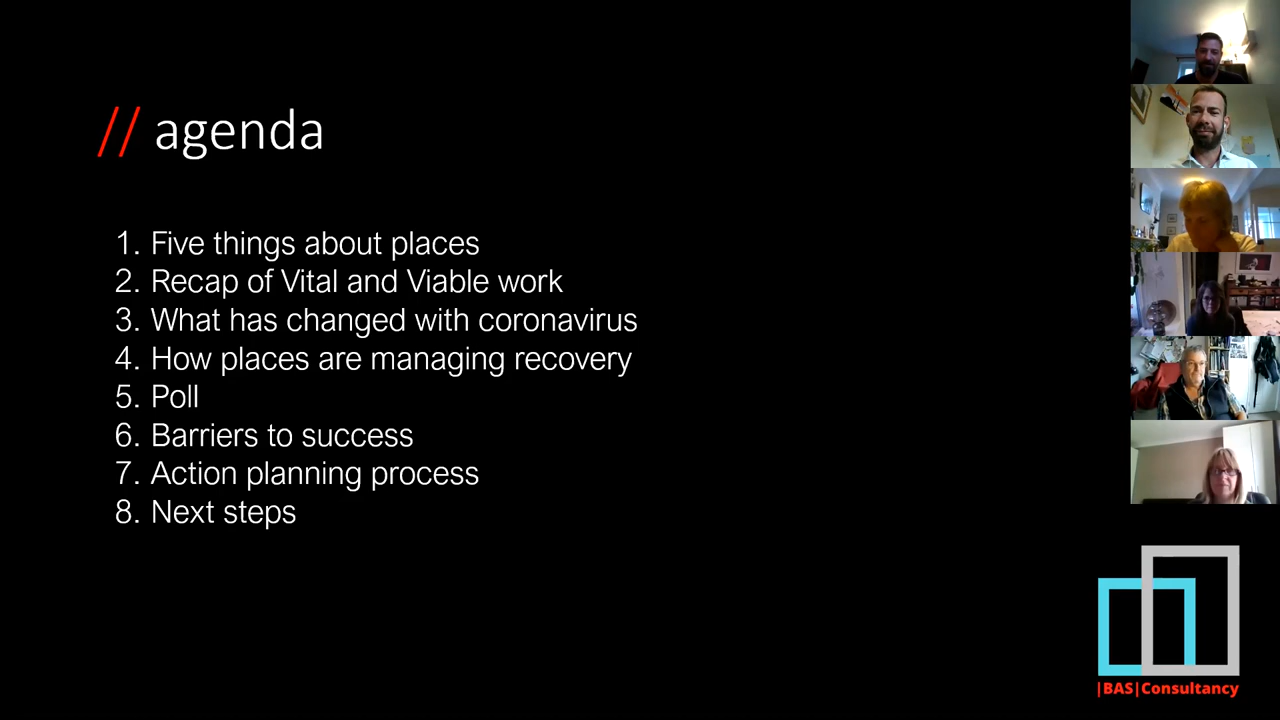 // agenda
1. Five things about places
2. Recap of Vital and Viable work
3. What has changed with coronavirus
4. How places are managing recovery
5. Poll
6. Barriers to success
7. Action planning process
8. Next steps
|BAS|Consultancy